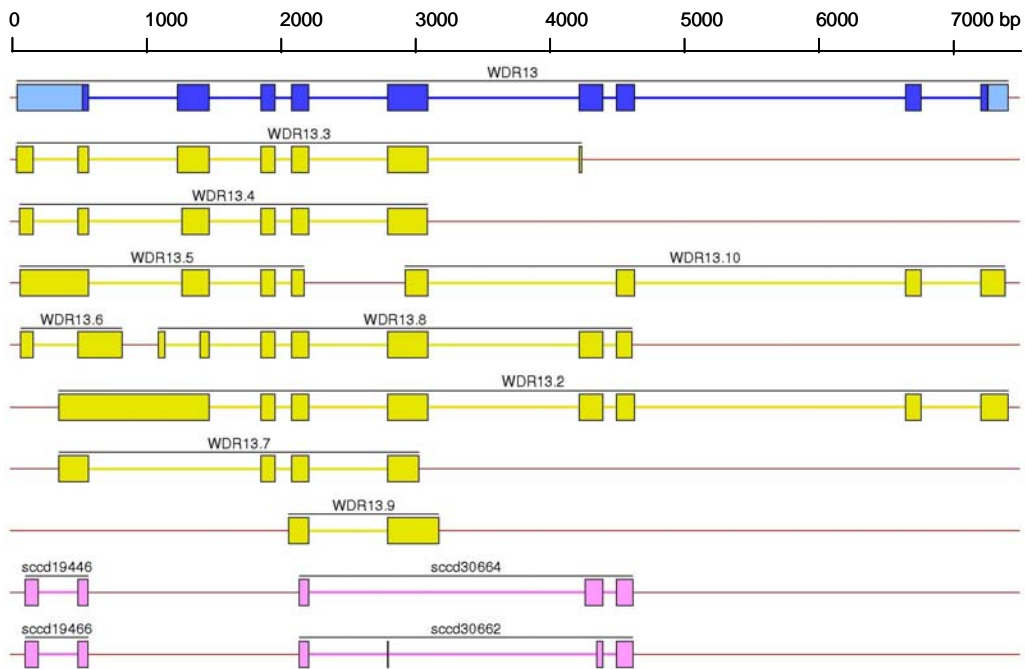 0 1000 2000 3000 4000 5000 6000 7000 bp
WDR13
WDR13.3
WDR13.4
WDR13.5 WDR13.10
WDR13.6 WDR13.8
WDR13.2
WDR13.7
WDR13.9
sccd19446 sccd30664
sccd19466 sccd30662